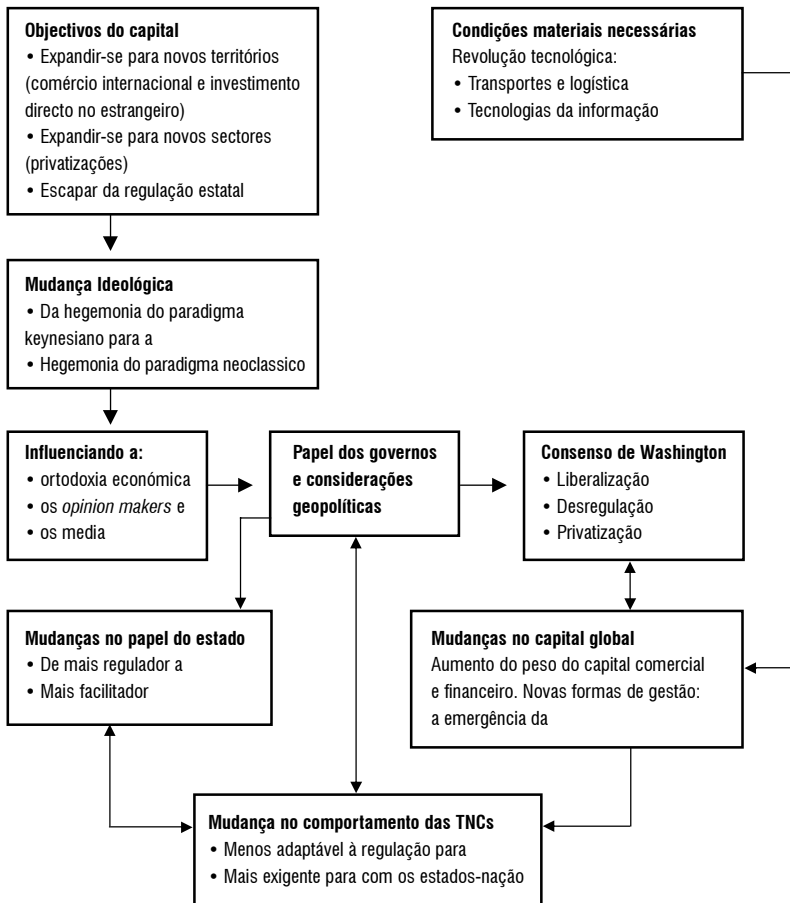 Objectivos do capital
• Expandir-se para novos territórios
(comércio internacional e investimento
directo no estrangeiro)
• Expandir-se para novos sectores
(privatizações)
• Escapar da regulação estatal
Condições materiais necessárias
Revolução tecnológica:
• Transportes e logística
• Tecnologias da informação
Mudança Ideológica
• Da hegemonia do paradigma
keynesiano para a
• Hegemonia do paradigma neoclassico
Influenciando a:
• ortodoxia económica
• os opinion makers e
• os media
Papel dos governos
e considerações
geopolíticas
Consenso de Washington
• Liberalização
• Desregulação
• Privatização
Mudanças no papel do estado
• De mais regulador a
• Mais facilitador
Mudanças no capital global
Aumento do peso do capital comercial
e financeiro. Novas formas de gestão:
a emergência da
Mudança no comportamento das TNCs
• Menos adaptável à regulação para
• Mais exigente para com os estados-nação